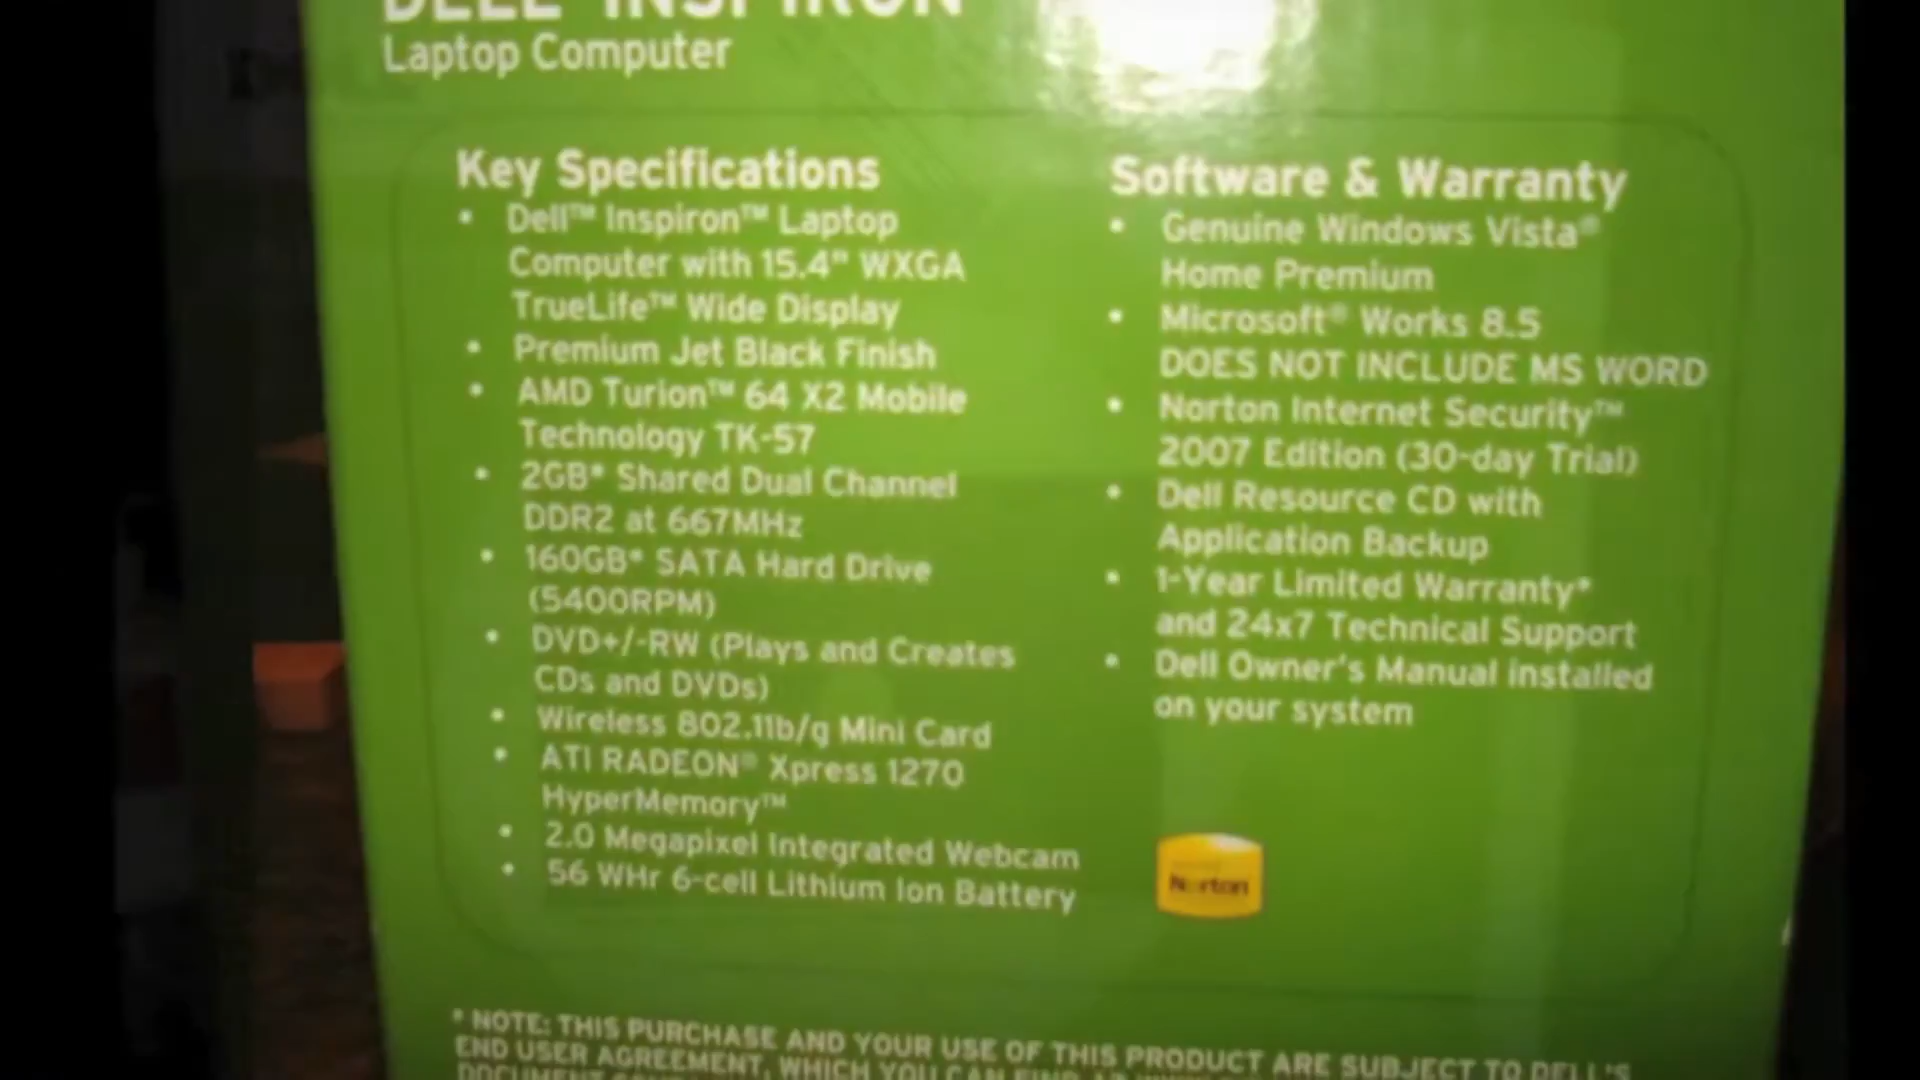 DELL INSPIRON
Laptop Computer
Key Specifications
• Dell™ Inspiron™ Laptop
Computer with 15.4" WXGA
TrueLife™ Wide Display
• Premium Jet Black Finish
• AMD Turion™ 64 X2 Mobile
Technology TK-57
• 2GB* Shared Dual Channel
DDR2 at 667MHz
• 160GB* SATA Hard Drive
(5400RPM)
• DVD+/-RW (Plays and Creates
CDs and DVDs)
• Wireless 802.11b/g Mini Card
• ATI RADEON® Xpress 1270
HyperMemory™
• 2.0 Megapixel Integrated Webcam
• 56 WHr 6-cell Lithium Ion Battery
Software & Warranty
• Genuine Windows Vista®
Home Premium
• Microsoft® Works 8.5
DOES NOT INCLUDE MS WORD
• Norton Internet Security™
2007 Edition (30-day Trial)
• Dell Resource CD with
Application Backup
• 1-Year Limited Warranty*
and 24x7 Technical Support
• Dell Owner's Manual installed
on your system
Norton
* NOTE: THIS PURCHASE AND YOUR USE OF THIS PRODUCT ARE SUBJECT TO DELL'S
END USER AGREEMENT, WHICH YOU CAN FIND AT